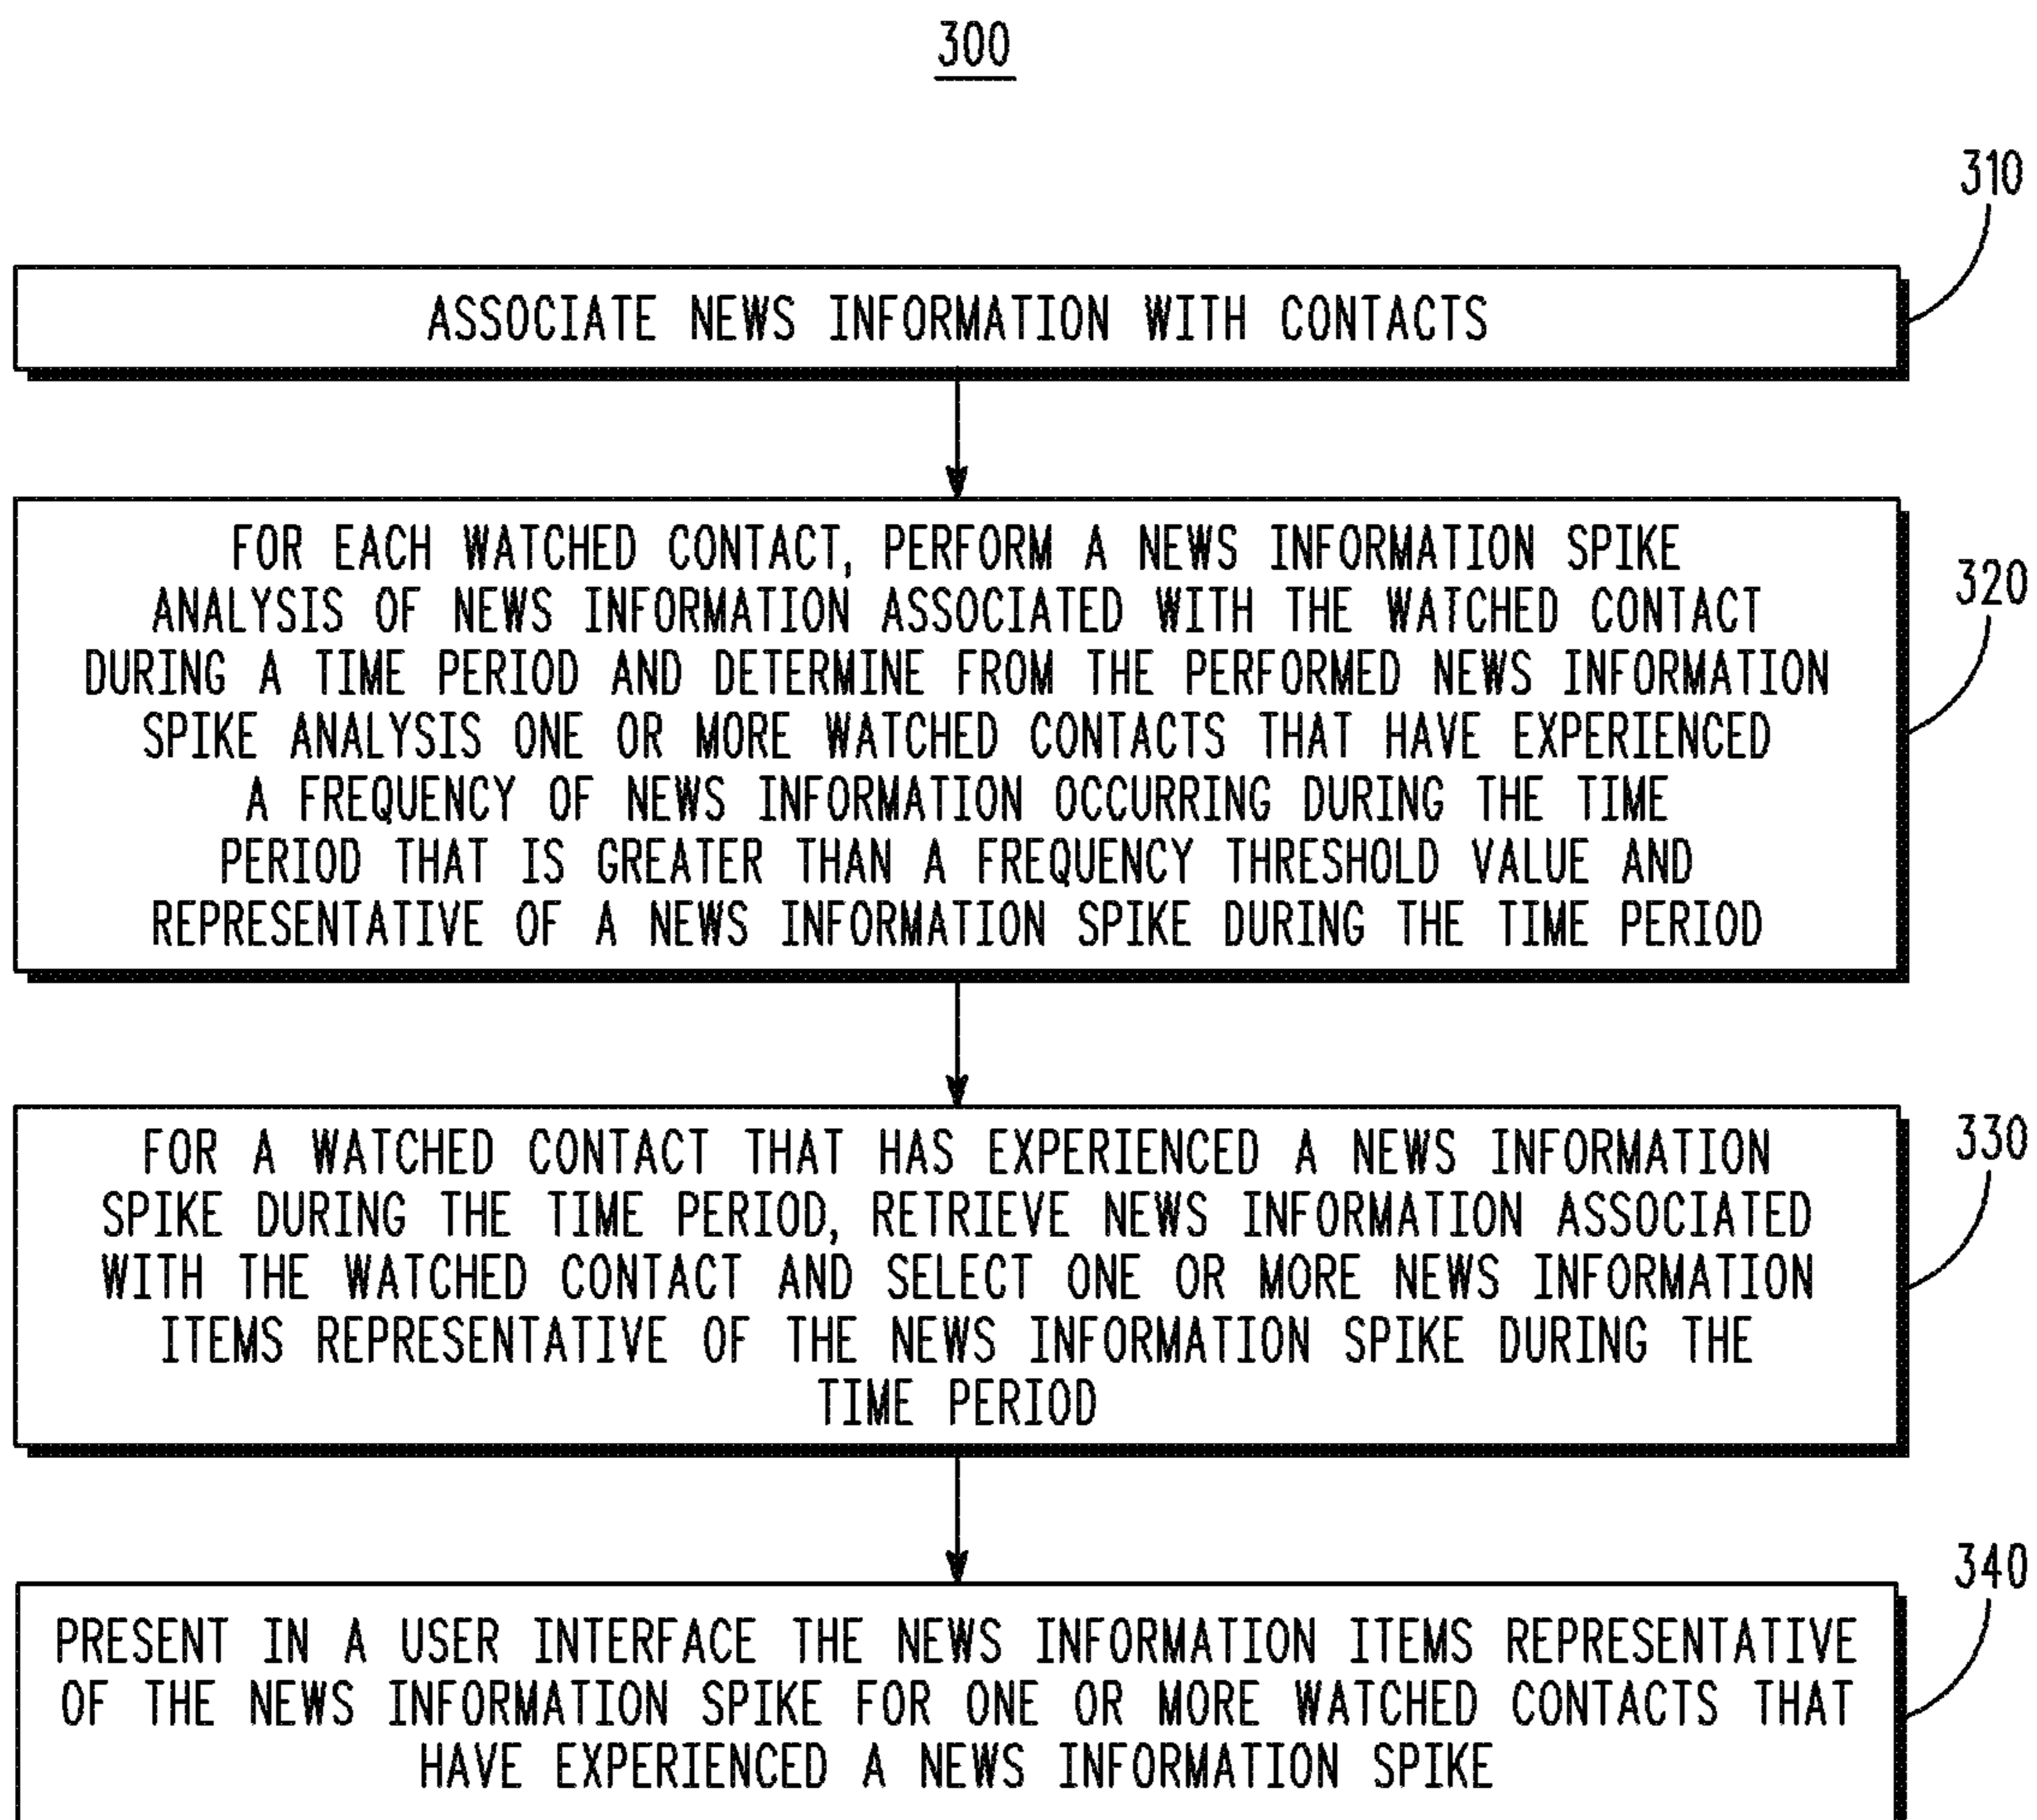 300
310
ASSOCIATE NEWS INFORMATION WITH CONTACTS
FOR EACH WATCHED CONTACT, PERFORM A NEWS INFORMATION SPIKE
ANALYSIS OF NEWS INFORMATION ASSOCIATED WITH THE WATCHED CONTACT
DURING A TIME PERIOD AND DETERMINE FROM THE PERFORMED NEWS INFORMATION
SPIKE ANALYSIS ONE OR MORE WATCHED CONTACTS THAT HAVE EXPERIENCED
A FREQUENCY OF NEWS INFORMATION OCCURRING DURING THE TIME
PERIOD THAT IS GREATER THAN A FREQUENCY THRESHOLD VALUE AND
REPRESENTATIVE OF A NEWS INFORMATION SPIKE DURING THE TIME PERIOD
320
FOR A WATCHED CONTACT THAT HAS EXPERIENCED A NEWS INFORMATION
SPIKE DURING THE TIME PERIOD, RETRIEVE NEWS INFORMATION ASSOCIATED
WITH THE WATCHED CONTACT AND SELECT ONE OR MORE NEWS INFORMATION
ITEMS REPRESENTATIVE OF THE NEWS INFORMATION SPIKE DURING THE
TIME PERIOD
330
340
PRESENT IN A USER INTERFACE THE NEWS INFORMATION ITEMS REPRESENTATIVE
OF THE NEWS INFORMATION SPIKE FOR ONE OR MORE WATCHED CONTACTS THAT
HAVE EXPERIENCED A NEWS INFORMATION SPIKE